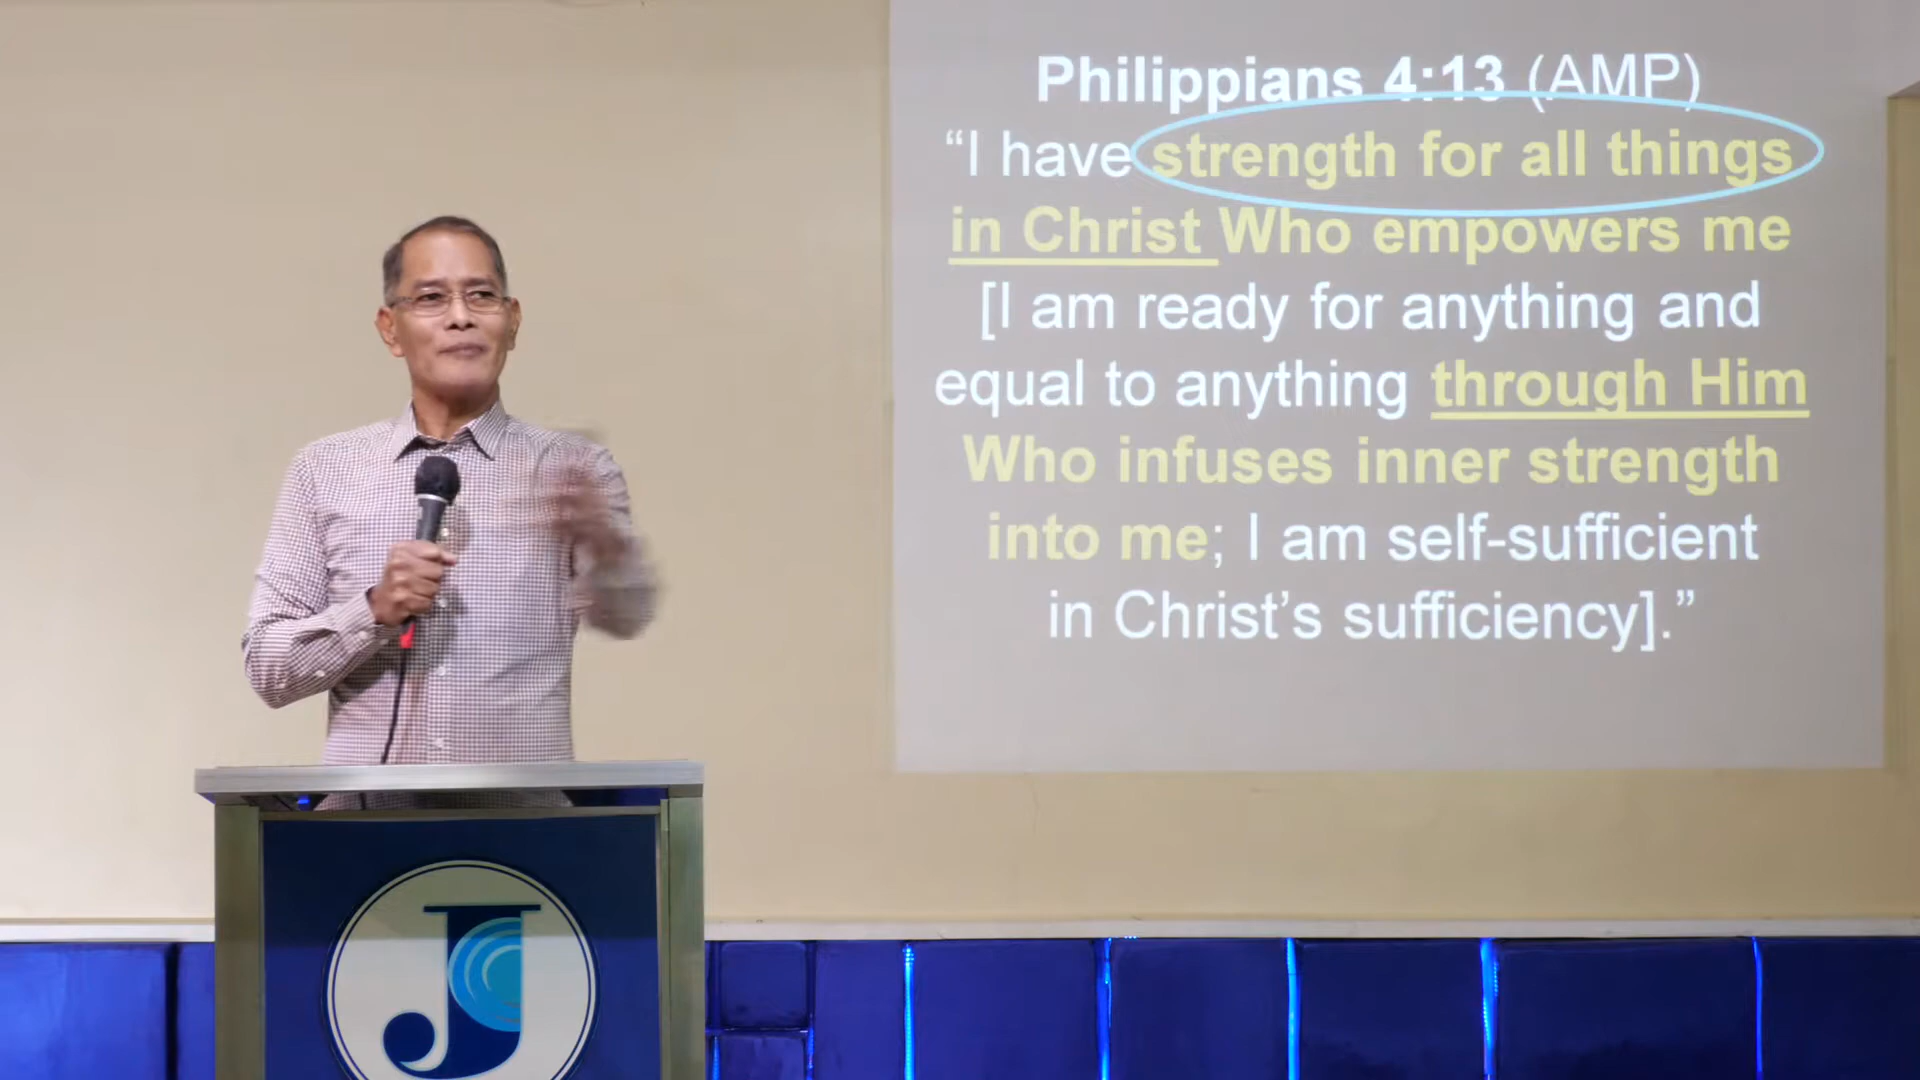 Philippians 4:13 (AMP)
“I have strength for all things
in Christ Who empowers me
[I am ready for anything and
equal to anything through Him
Who infuses inner strength
into me; I am self-sufficient
in Christ’s sufficiency].”
J